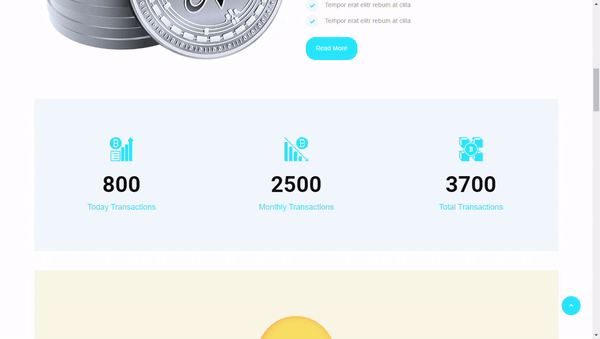 Tempor erat elitr rebum at clita
Tempor erat elitr rebum at clita
Read More
800
2500
3700
Today Transactions
Monthly Transactions
Total Transactions